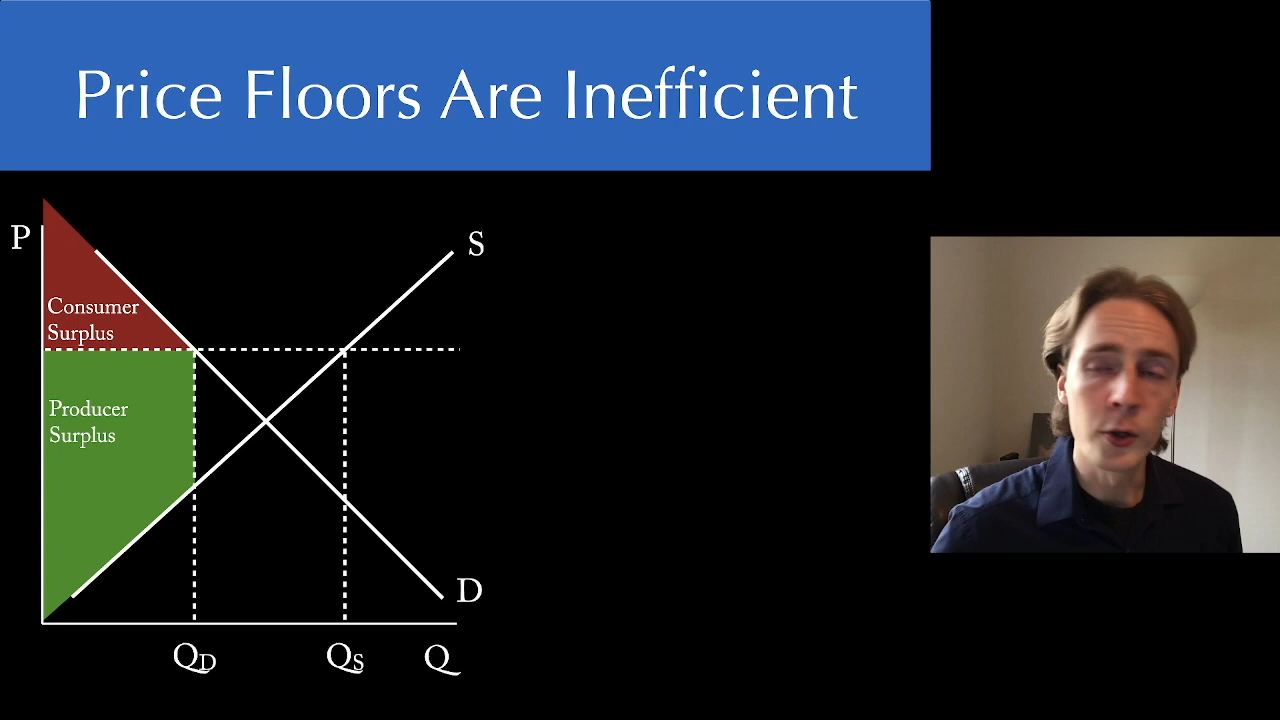 Price Floors Are Inefficient
P
S
Consumer
Surplus
Producer
Surplus
D
QD
QS
Q